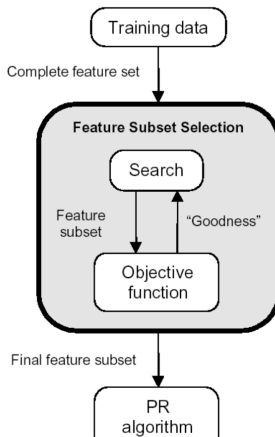 Training data
Complete feature set
Feature Subset Selection
Search
Feature
subset
“Goodness”
Objective
function
Final feature subset
PR
algorithm